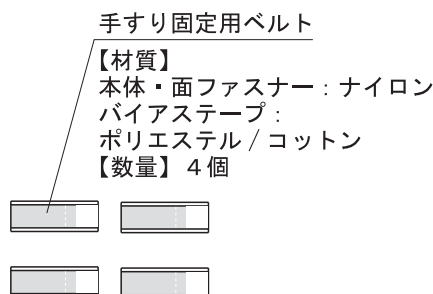 手すり固定用ベルト
【材質】
本体・面ファスナー：ナイロン
バイアステープ：
ポリエステル／コットン
【数量】４個